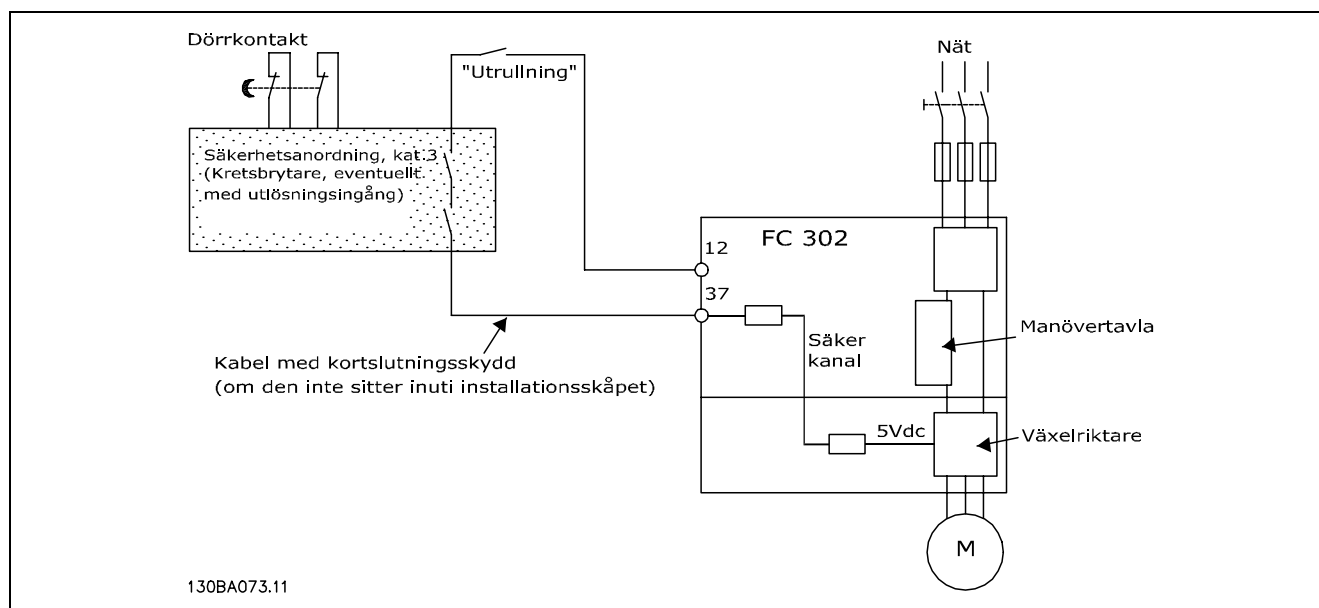 Dörrkontakt
"Utrullning"
Nät
Säkerhetsanordning, kat.3
(Kretsbrytare, eventuellt
med utlösningsingång)
FC 302
12
37
Säker
kanal
Manövertavla
Kabel med kortslutningsskydd
(om den inte sitter inuti installationsskåpet)
5Vdc
Växelriktare
M
130BA073.11